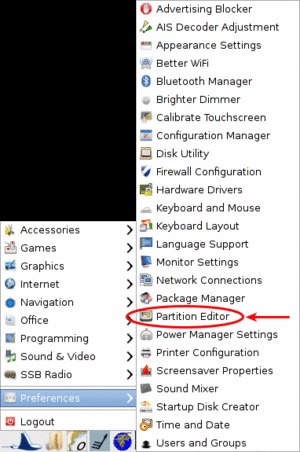 Advertising Blocker
AIS Decoder Adjustment
Appearance Settings
Better WiFi
Bluetooth Manager
Brighter Dimmer
Calibrate Touchscreen
Configuration Manager
Disk Utility
Firewall Configuration
Hardware Drivers
Keyboard and Mouse
Keyboard Layout
Language Support
Monitor Settings
Network Connections
Package Manager
Partition Editor
Power Manager Settings
Printer Configuration
Screensaver Properties
Sound Mixer
Startup Disk Creator
Time and Date
Users and Groups
Accessories
Games
Graphics
Internet
Navigation
Office
Programming
Sound & Video
SSB Radio
Preferences
Logout